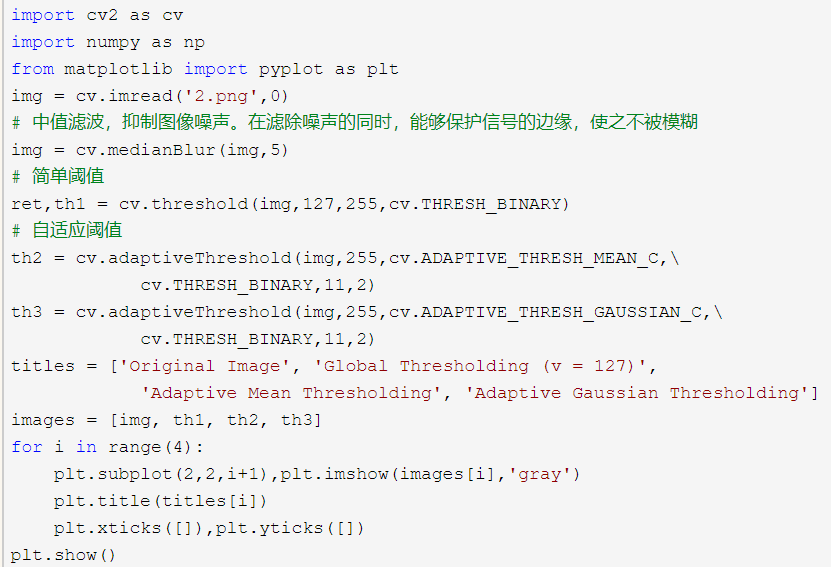 import cv2 as cv
import numpy as np
from matplotlib import pyplot as plt
img = cv.imread('2.png',0)
# 中值滤波，抑制图像噪声。在滤除噪声的同时，能够保护信号的边缘，使之不被模糊
img = cv.medianBlur(img,5)
# 简单阈值
ret,th1 = cv.threshold(img,127,255,cv.THRESH_BINARY)
# 自适应阈值
th2 = cv.adaptiveThreshold(img,255,cv.ADAPTIVE_THRESH_MEAN_C,\
            cv.THRESH_BINARY,11,2)
th3 = cv.adaptiveThreshold(img,255,cv.ADAPTIVE_THRESH_GAUSSIAN_C,\
            cv.THRESH_BINARY,11,2)
titles = ['Original Image', 'Global Thresholding (v = 127)',
            'Adaptive Mean Thresholding', 'Adaptive Gaussian Thresholding']
images = [img, th1, th2, th3]
for i in range(4):
    plt.subplot(2,2,i+1),plt.imshow(images[i],'gray')
    plt.title(titles[i])
    plt.xticks([]),plt.yticks([])
plt.show()